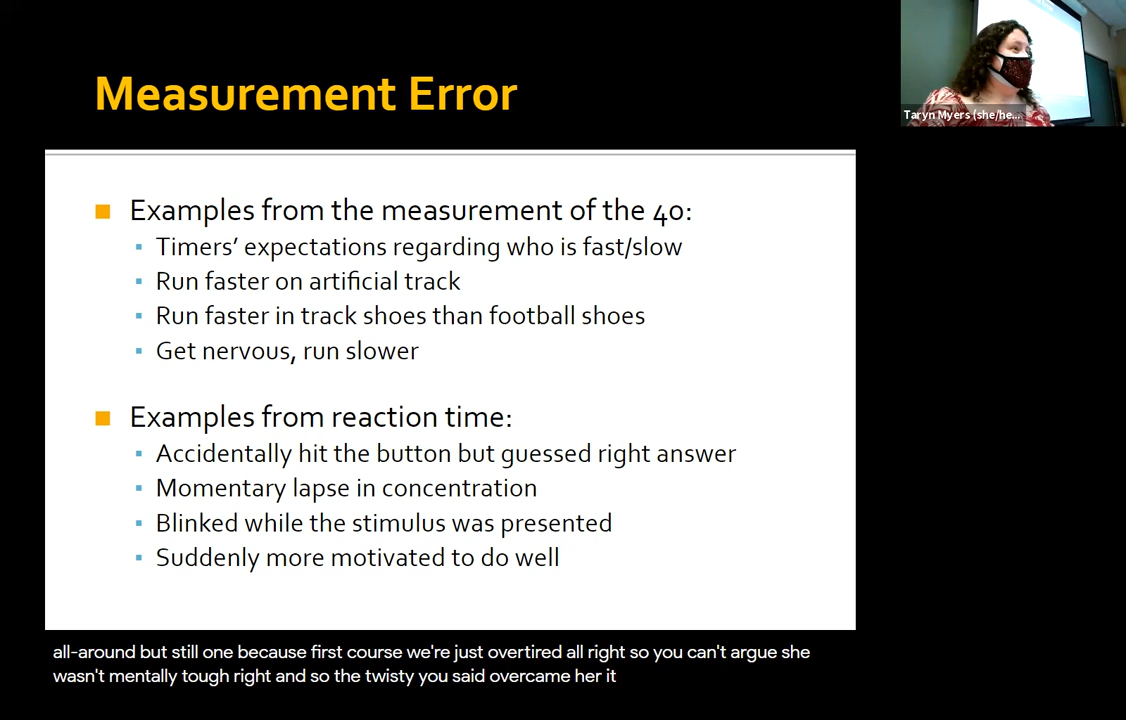 Measurement Error
Taryn Myers (she/he...
Examples from the measurement of the 40:
Timers' expectations regarding who is fast/slow
Run faster on artificial track
Run faster in track shoes than football shoes
Get nervous, run slower
Examples from reaction time:
Accidentally hit the button but guessed right answer
Momentary lapse in concentration
Blinked while the stimulus was presented
Suddenly more motivated to do well
all-around but still one because first course we're just overtired all right so you can't argue she
wasn't mentally tough right and so the twisty you said overcame her it